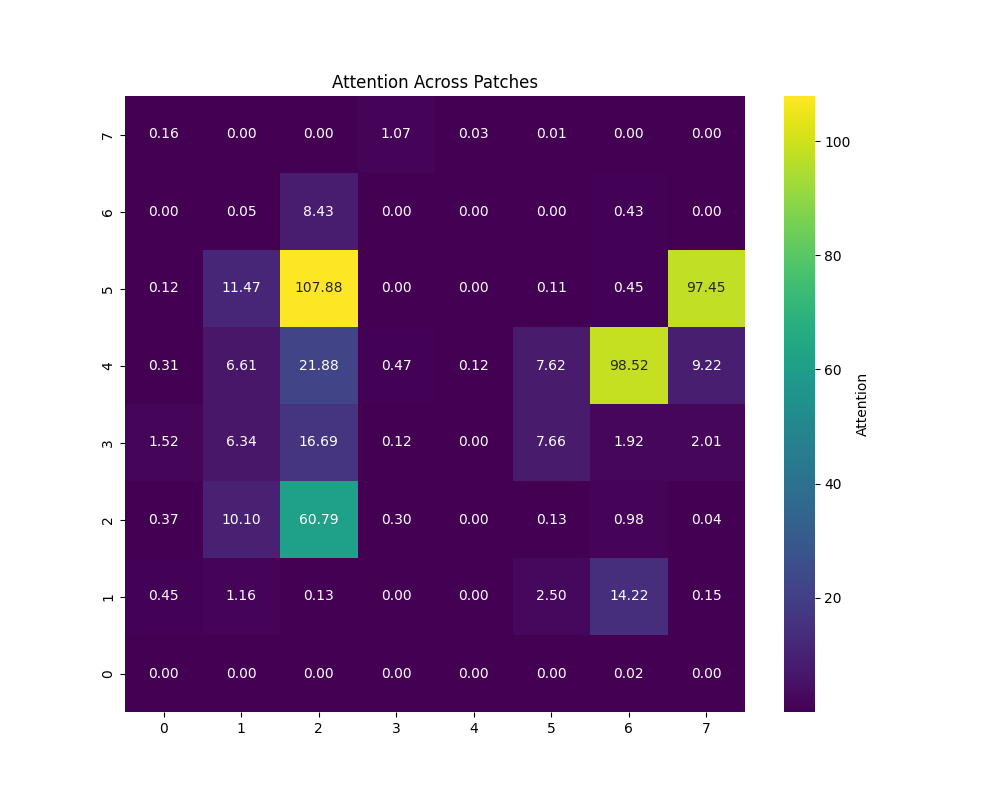 Attention Across Patches
7 0.16 0.00 0.00 1.07 0.03 0.01 0.00 0.00
6 0.00 0.05 8.43 0.00 0.00 0.00 0.43 0.00
5 0.12 11.47 107.88 0.00 0.00 0.11 0.45 97.45
4 0.31 6.61 21.88 0.47 0.12 7.62 98.52 9.22
3 1.52 6.34 16.69 0.12 0.00 7.66 1.92 2.01
2 0.37 10.10 60.79 0.30 0.00 0.13 0.98 0.04
1 0.45 1.16 0.13 0.00 0.00 2.50 14.22 0.15
0 0.00 0.00 0.00 0.00 0.00 0.00 0.02 0.00
0 1 2 3 4 5 6 7
100
80
60
40
20
Attention